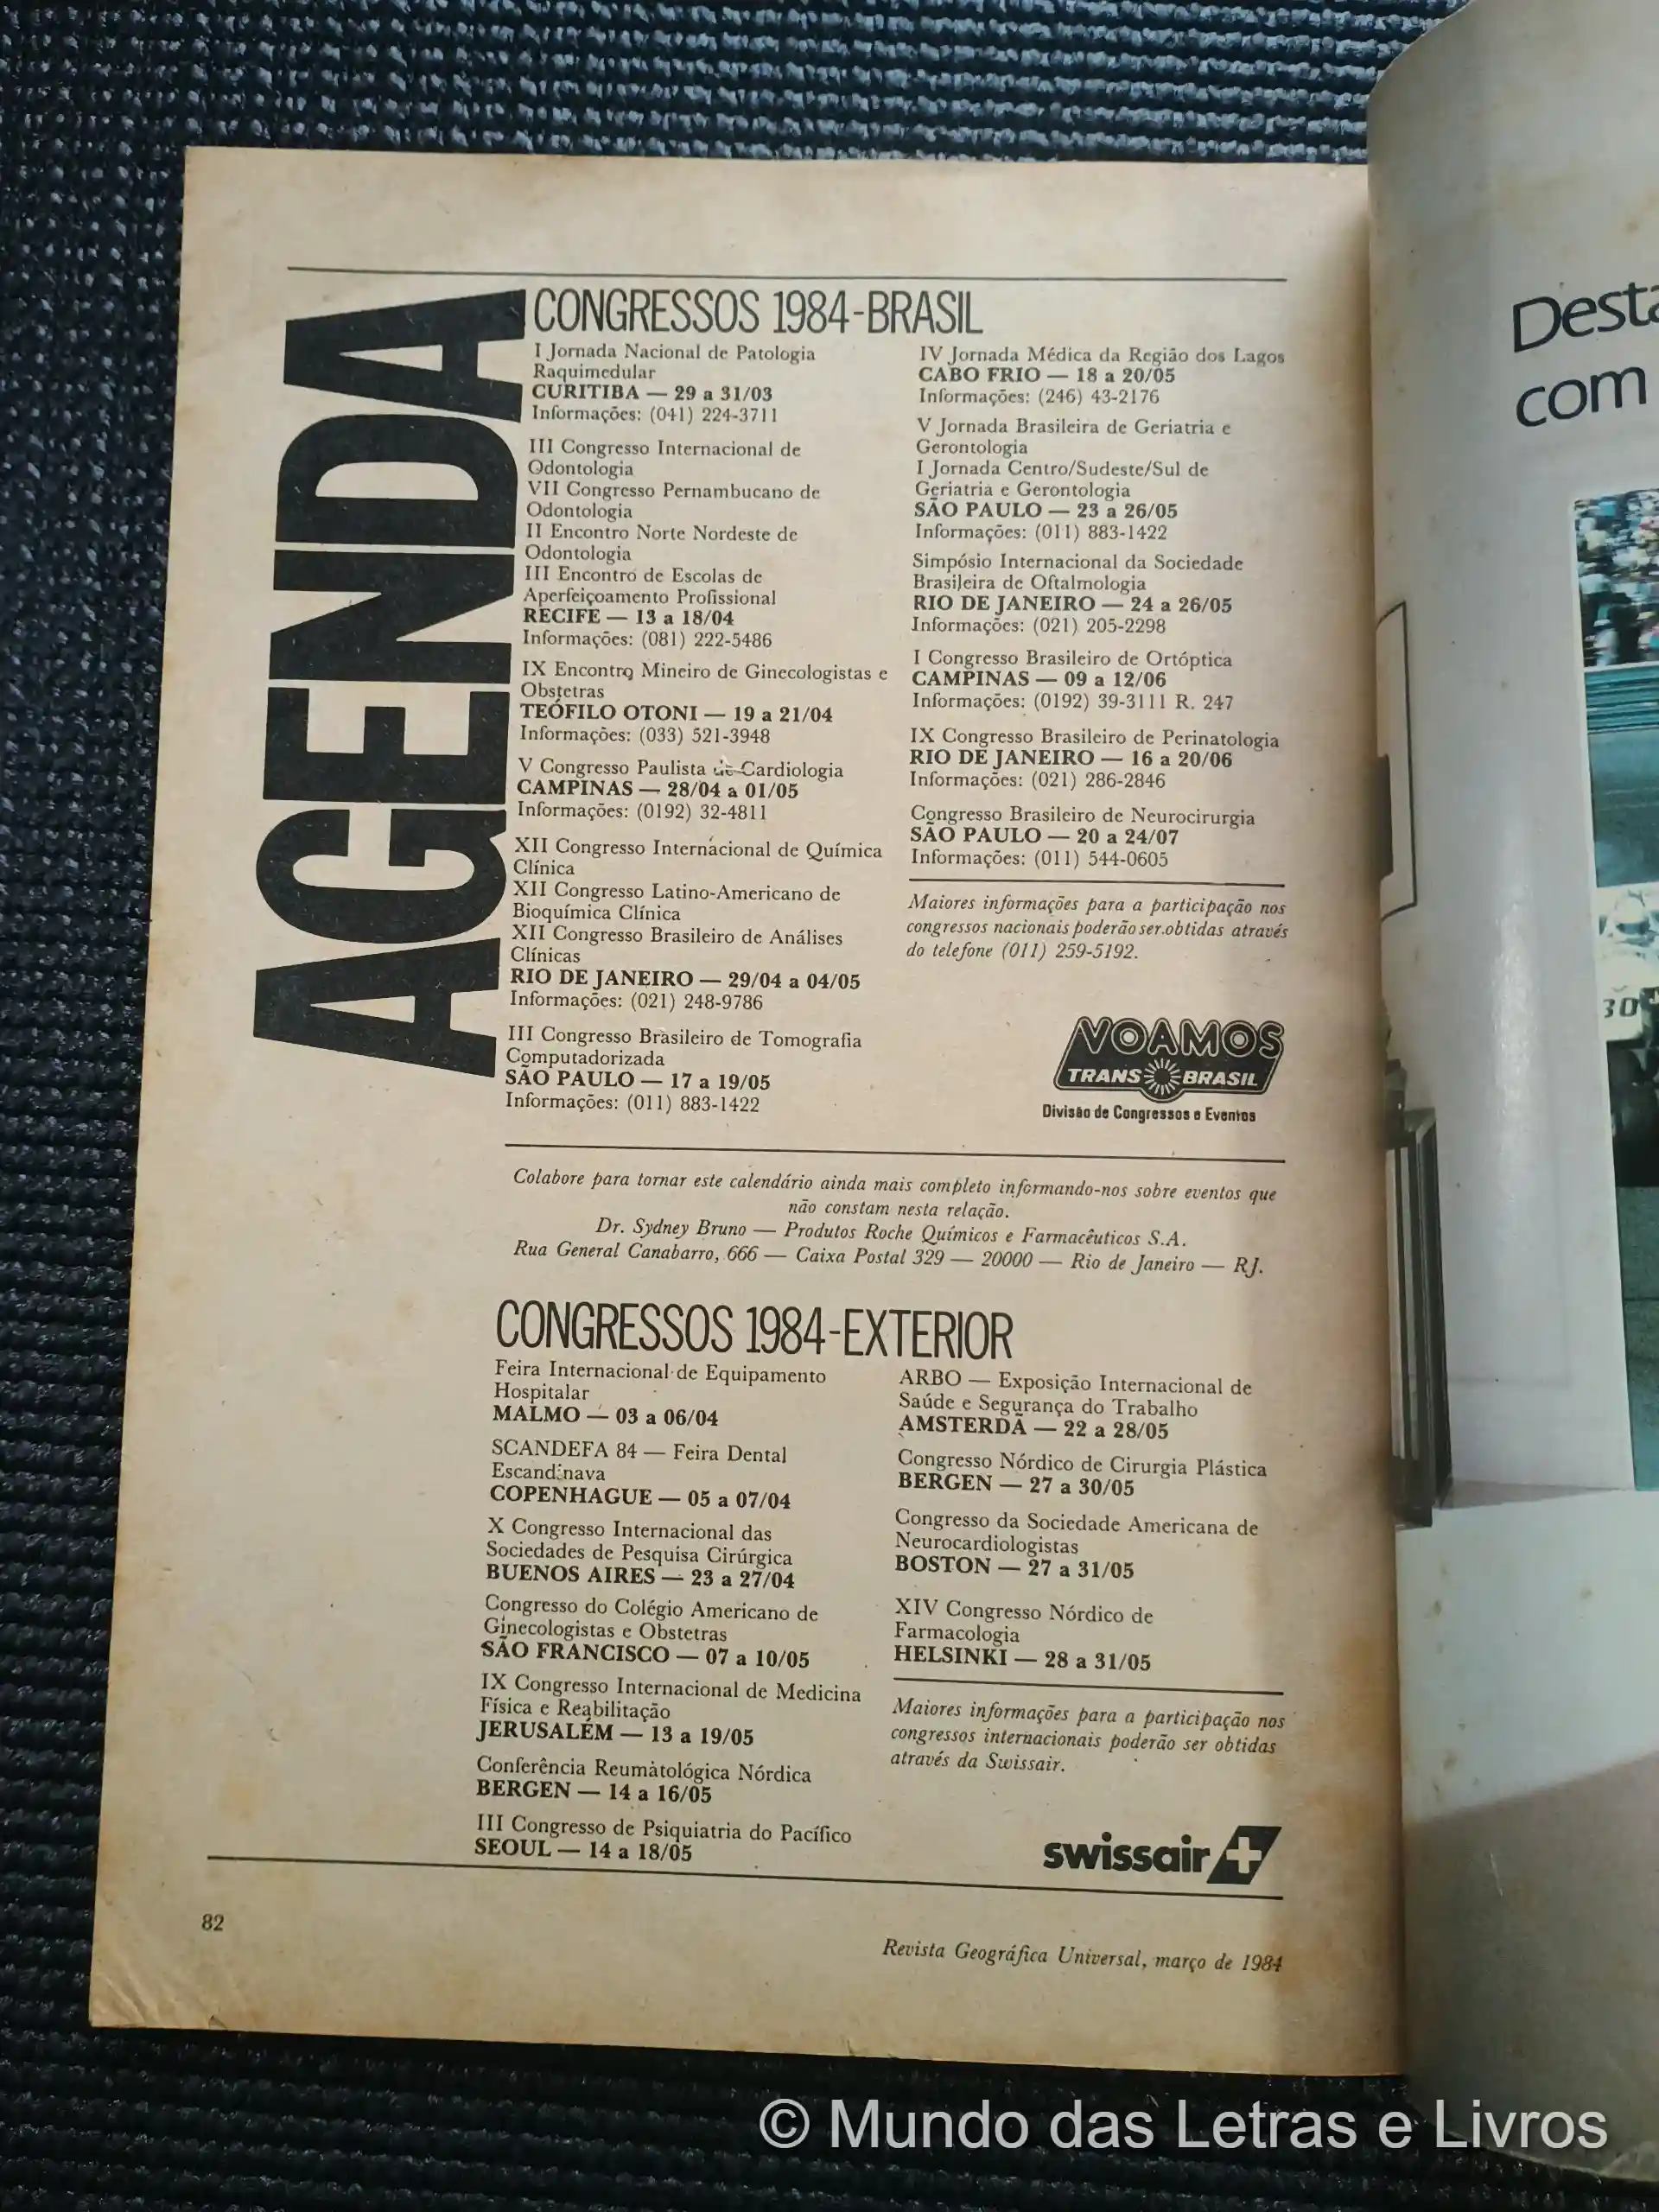 AGENDA
CONGRESSOS 1984-BRASIL
I Jornada Nacional de Patologia
Raquimedular
CURITIBA — 29 a 31/03
Informações: (041) 224-3711
III Congresso Internacional de
Odontologia
VII Congresso Pernambucano de
Odontologia
II Encontro Norte Nordeste de
Odontologia
III Encontro de Escolas de
Aperfeiçoamento Profissional
RECIFE — 13 a 18/04
Informações: (081) 222-5486
IX Encontro Mineiro de Ginecologistas e
Obstetras
TEÓFILO OTONI — 19 a 21/04
Informações: (033) 521-3948
V Congresso Paulista de Cardiologia
CAMPINAS — 28/04 a 01/05
Informações: (0192) 32-4811
XII Congresso Internacional de Química
Clínica
XII Congresso Latino-Americano de
Bioquímica Clínica
XII Congresso Brasileiro de Análises
Clínicas
RIO DE JANEIRO — 29/04 a 04/05
Informações: (021) 248-9786
III Congresso Brasileiro de Tomografia
Computadorizada
SÃO PAULO — 17 a 19/05
Informações: (011) 883-1422
IV Jornada Médica da Região dos Lagos
CABO FRIO — 18 a 20/05
Informações: (246) 43-2176
V Jornada Brasileira de Geriatria e
Gerontologia
I Jornada Centro/Sudeste/Sul de
Geriatria e Gerontologia
SÃO PAULO — 23 a 26/05
Informações: (011) 883-1422
Simpósio Internacional da Sociedade
Brasileira de Oftalmologia
RIO DE JANEIRO — 24 a 26/05
Informações: (021) 205-2298
I Congresso Brasileiro de Ortóptica
CAMPINAS — 09 a 12/06
Informações: (0192) 39-3111 R. 247
IX Congresso Brasileiro de Perinatologia
RIO DE JANEIRO — 16 a 20/06
Informações: (021) 286-2846
Congresso Brasileiro de Neurocirurgia
SÃO PAULO — 20 a 24/07
Informações: (011) 544-0605
Maiores informações para a participação nos
congressos nacionais poderão ser obtidas através
do telefone (011) 259-5192.
VOAMOS
TRANS BRASIL
Divisão de Congressos e Eventos
Colabore para tornar este calendário ainda mais completo informando-nos sobre eventos que
não constam nesta relação.
Dr. Sydney Bruno — Produtos Roche Químicos e Farmacêuticos S.A.
Rua General Canabarro, 666 — Caixa Postal 329 — 20000 — Rio de Janeiro — RJ.
CONGRESSOS 1984-EXTERIOR
Feira Internacional de Equipamento
Hospitalar
MALMO — 03 a 06/04
SCANDEFA 84 — Feira Dental
Escandinava
COPENHAGUE — 05 a 07/04
X Congresso Internacional das
Sociedades de Pesquisa Cirúrgica
BUENOS AIRES — 23 a 27/04
Congresso do Colégio Americano de
Ginecologistas e Obstetras
SÃO FRANCISCO — 07 a 10/05
IX Congresso Internacional de Medicina
Física e Reabilitação
JERUSALÉM — 13 a 19/05
Conferência Reumatológica Nórdica
BERGEN — 14 a 16/05
III Congresso de Psiquiatria do Pacífico
SEOUL — 14 a 18/05
ARBO — Exposição Internacional de
Saúde e Segurança do Trabalho
AMSTERDÃ — 22 a 28/05
Congresso Nórdico de Cirurgia Plástica
BERGEN — 27 a 30/05
Congresso da Sociedade Americana de
Neurocardiologistas
BOSTON — 27 a 31/05
XIV Congresso Nórdico de
Farmacologia
HELSINKI — 28 a 31/05
Maiores informações para a participação nos
congressos internacionais poderão ser obtidas
através da Swissair.
swissair
82
Revista Geográfica Universal, março de 1984
com
© Mundo das Letras e Livros